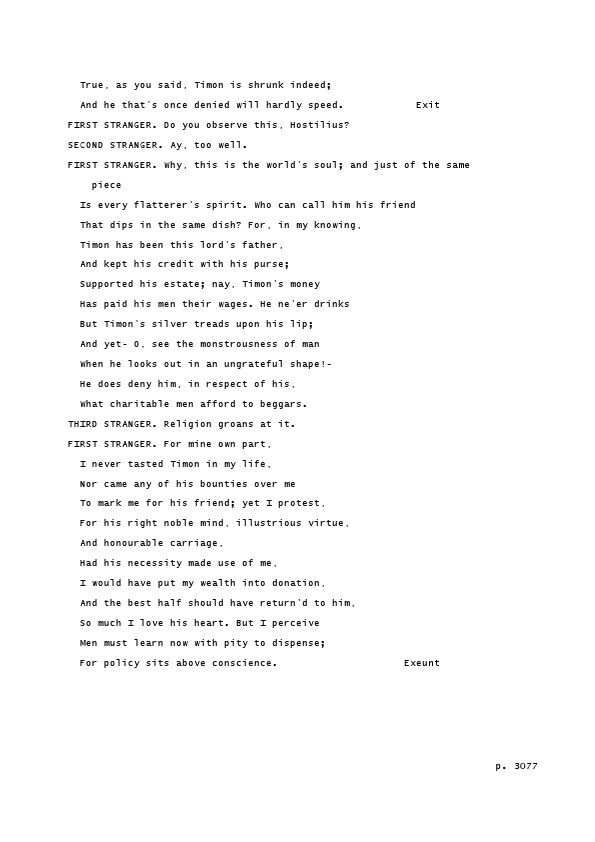 True, as you said, Timon is shrunk indeed;
And he that's once denied will hardly speed.            Exit
FIRST STRANGER. Do you observe this, Hostilius?
SECOND STRANGER. Ay, too well.
FIRST STRANGER. Why, this is the world's soul; and just of the same
piece
Is every flatterer's spirit. Who can call him his friend
That dips in the same dish? For, in my knowing,
Timon has been this lord's father,
And kept his credit with his purse;
Supported his estate; nay, Timon's money
Has paid his men their wages. He ne'er drinks
But Timon's silver treads upon his lip;
And yet- O, see the monstrousness of man
When he looks out in an ungrateful shape!-
He does deny him, in respect of his,
What charitable men afford to beggars.
THIRD STRANGER. Religion groans at it.
FIRST STRANGER. For mine own part,
I never tasted Timon in my life,
Nor came any of his bounties over me
To mark me for his friend; yet I protest,
For his right noble mind, illustrious virtue,
And honourable carriage,
Had his necessity made use of me,
I would have put my wealth into donation,
And the best half should have return'd to him,
So much I love his heart. But I perceive
Men must learn now with pity to dispense;
For policy sits above conscience.                     Exeunt
p. 3077